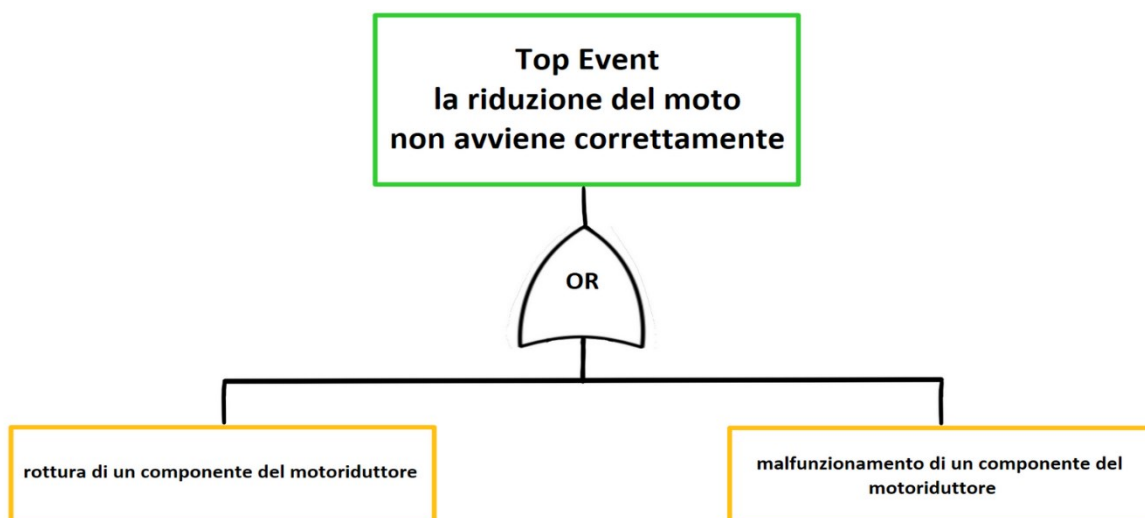 Top Event
la riduzione del moto
non avviene correttamente
OR
rottura di un componente del motoriduttore
malfunzionamento di un componente del
motoriduttore